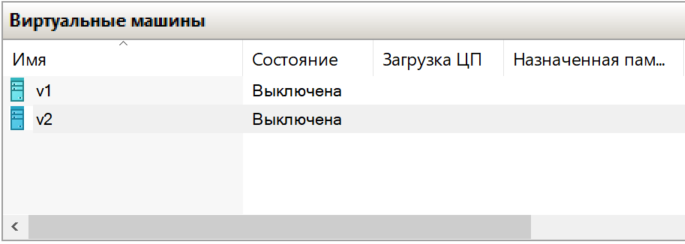 Виртуальные машины
Имя Состояние Загрузка ЦП Назначенная пам...
v1 Выключена
v2 Выключена